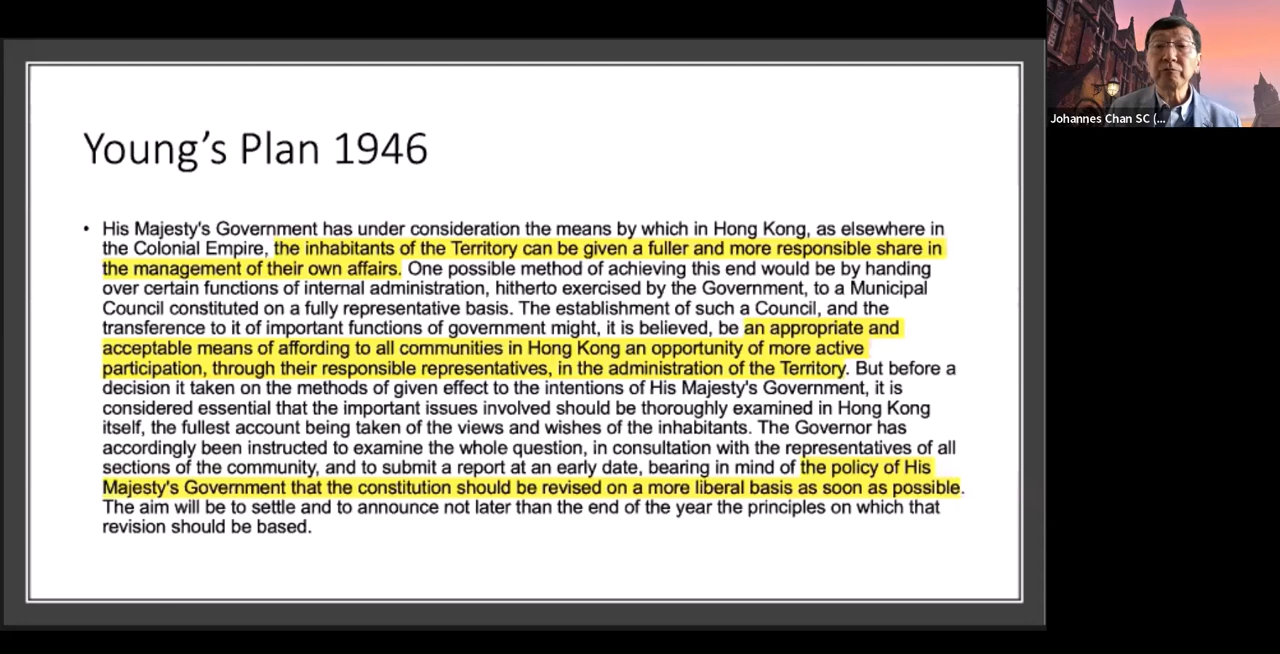 Young's Plan 1946
• His Majesty's Government has under consideration the means by which in Hong Kong, as elsewhere in
the Colonial Empire, the inhabitants of the Territory can be given a fuller and more responsible share in
the management of their own affairs. One possible method of achieving this end would be by handing
over certain functions of internal administration, hitherto exercised by the Government, to a Municipal
Council constituted on a fully representative basis. The establishment of such a Council, and the
transference to it of important functions of government might, it is believed, be an appropriate and
acceptable means of affording to all communities in Hong Kong an opportunity of more active
participation, through their responsible representatives, in the administration of the Territory. But before a
decision it taken on the methods of given effect to the intentions of His Majesty's Government, it is
considered essential that the important issues involved should be thoroughly examined in Hong Kong
itself, the fullest account being taken of the views and wishes of the inhabitants. The Governor has
accordingly been instructed to examine the whole question, in consultation with the representatives of all
sections of the community, and to submit a report at an early date, bearing in mind of the policy of His
Majesty's Government that the constitution should be revised on a more liberal basis as soon as possible.
The aim will be to settle and to announce not later than the end of the year the principles on which that
revision should be based.
Johannes Chan SC (...